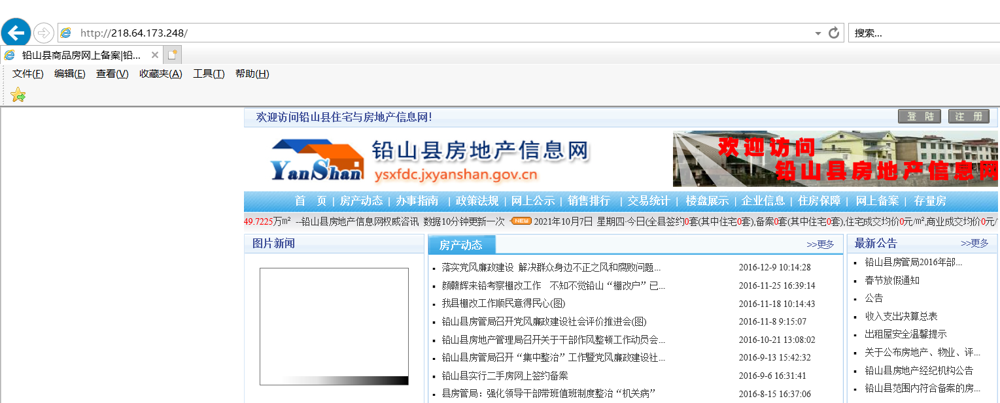 http://218.64.173.248/
搜索...
铅山县商品房网上备案|铅...
文件(F) 编辑(E) 查看(V) 收藏夹(A) 工具(T) 帮助(H)
欢迎访问铅山县住宅与房地产信息网!
登 陆 注 册
YanShan
铅山县房地产信息网
ysxfdc.jxyanshan.gov.cn
欢迎访问
铅山县房地产信息网
首 页 | 房产动态 | 办事指南 | 政策法规 | 网上公示 | 销售排行 | 交易统计 | 楼盘展示 | 企业信息 | 住房保障 | 网上备案 | 存量房
49.7225万㎡ --铅山县房地产信息网权威咨讯 数据10分钟更新一次 NEW 2021年10月7日 星期四·今日(全县签约0套(其中住宅0套),备案0套(其中住宅0套),住宅成交均价0元/㎡,商业成交均价0元/
图片新闻
房产动态 >>更多
落实党风廉政建设 解决群众身边不正之风和腐败问题... 2016-12-9 10:14:28
颜赣辉来铅考察棚改工作 不知不觉铅山“棚改户”已... 2016-11-25 16:39:14
我县棚改工作顺民意得民心(图) 2016-11-18 10:14:43
铅山县房管局召开党风廉政建设社会评价推进会(图) 2016-11-8 9:15:07
铅山县房地产管理局召开关于干部作风整顿工作动员会... 2016-10-21 13:08:02
铅山县房管局召开“集中整治”工作暨党风廉政建设社... 2016-9-13 15:42:32
铅山县实行二手房网上签约备案 2016-9-6 16:31:41
县房管局：强化领导干部带班值班制度整治“机关病” 2016-8-15 16:37:06
最新公告 >>更多
铅山县房管局2016年部...
春节放假通知
公告
收入支出决算总表
出租屋安全温馨提示
关于公布房地产、物业、评...
铅山县房地产经纪机构公告
铅山县范围内符合备案的房...